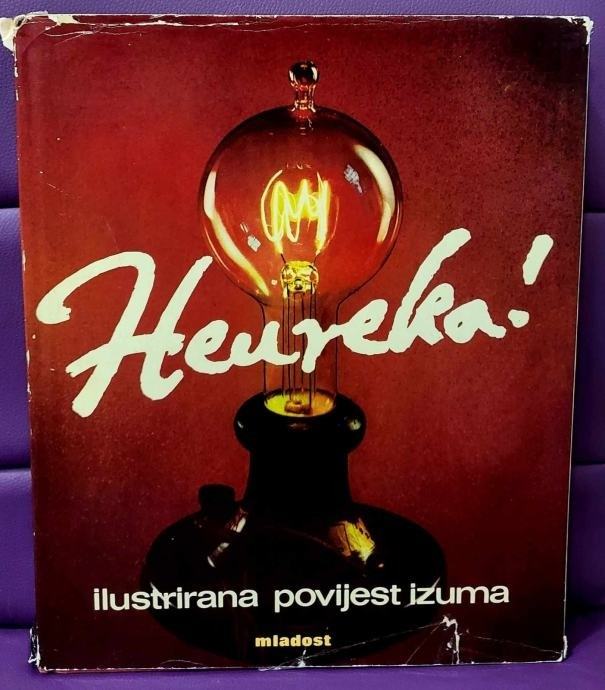 Heureka!
ilustrirana povijest izuma
mladost